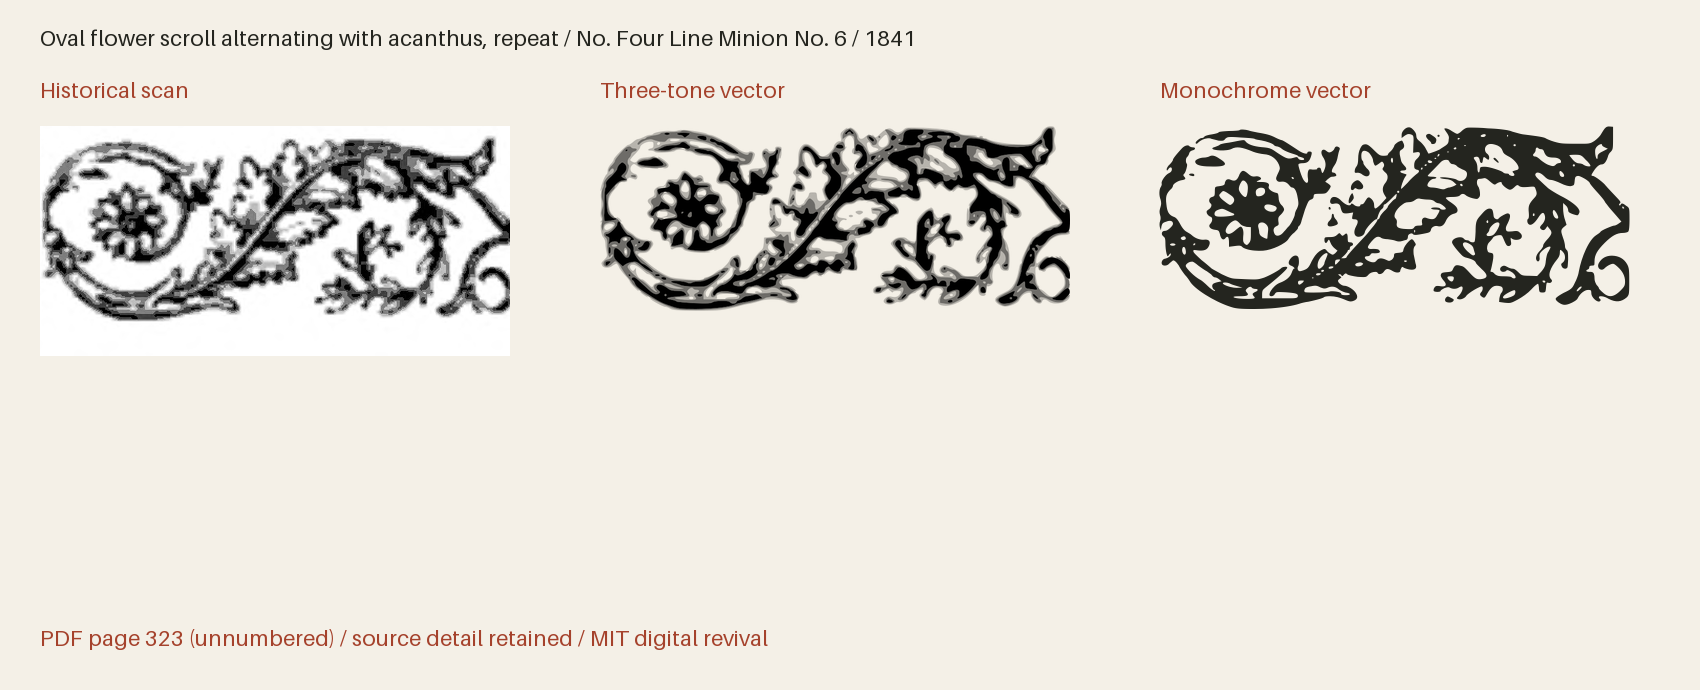 Oval flower scroll alternating with acanthus, repeat / No. Four Line Minion No. 6 / 1841
Historical scan
Three-tone vector
Monochrome vector
PDF page 323 (unnumbered) / source detail retained / MIT digital revival